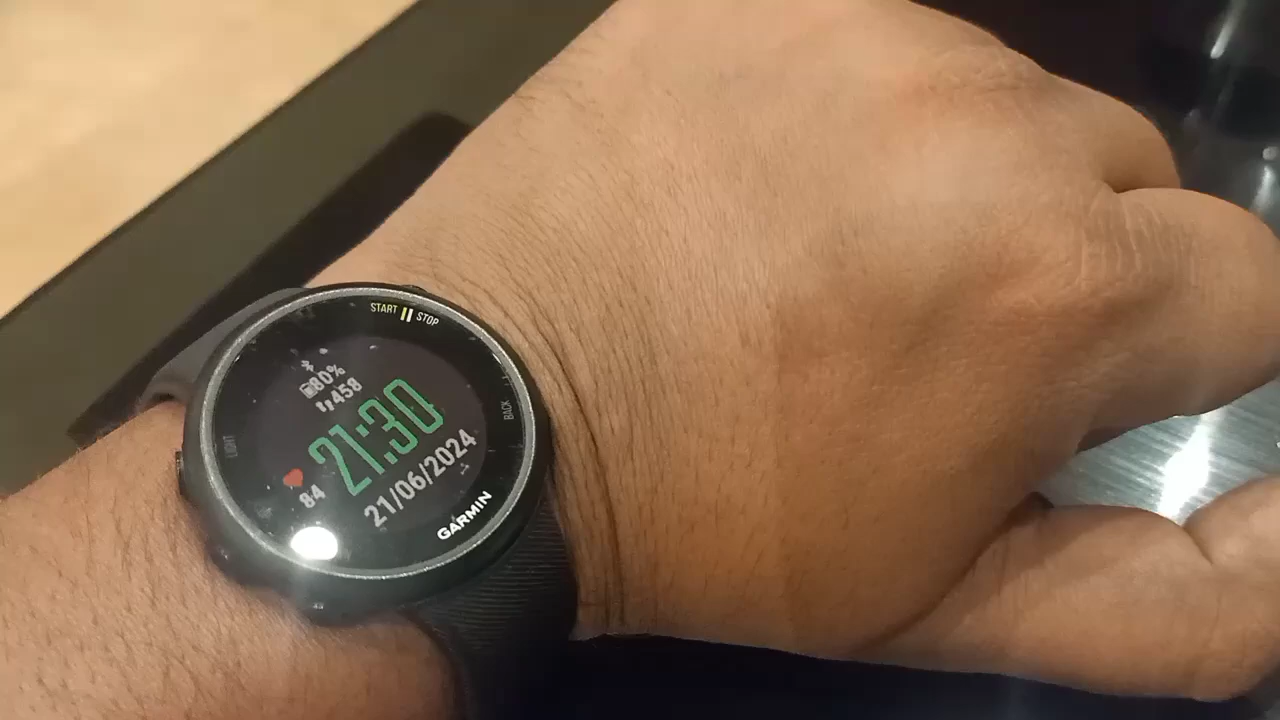 START STOP
80%
458
21:30
84
21/06/2024
LIGHT
BACK
GARMIN